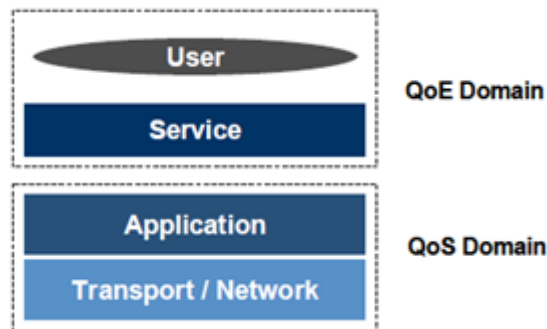 User
QoE Domain
Service
Application
QoS Domain
Transport / Network